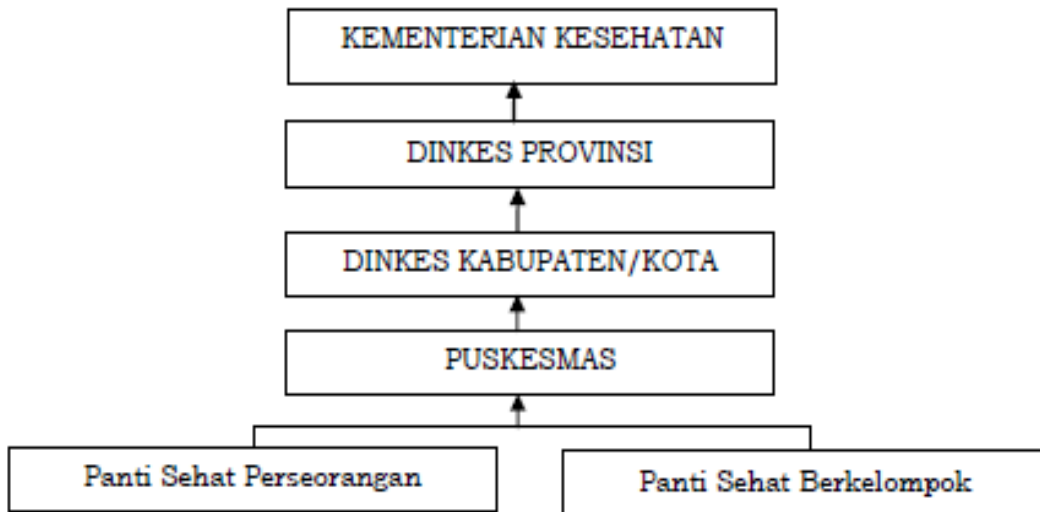 KEMENTERIAN KESEHATAN
DINKES PROVINSI
DINKES KABUPATEN/KOTA
PUSKESMAS
Panti Sehat Perseorangan
Panti Sehat Berkelompok